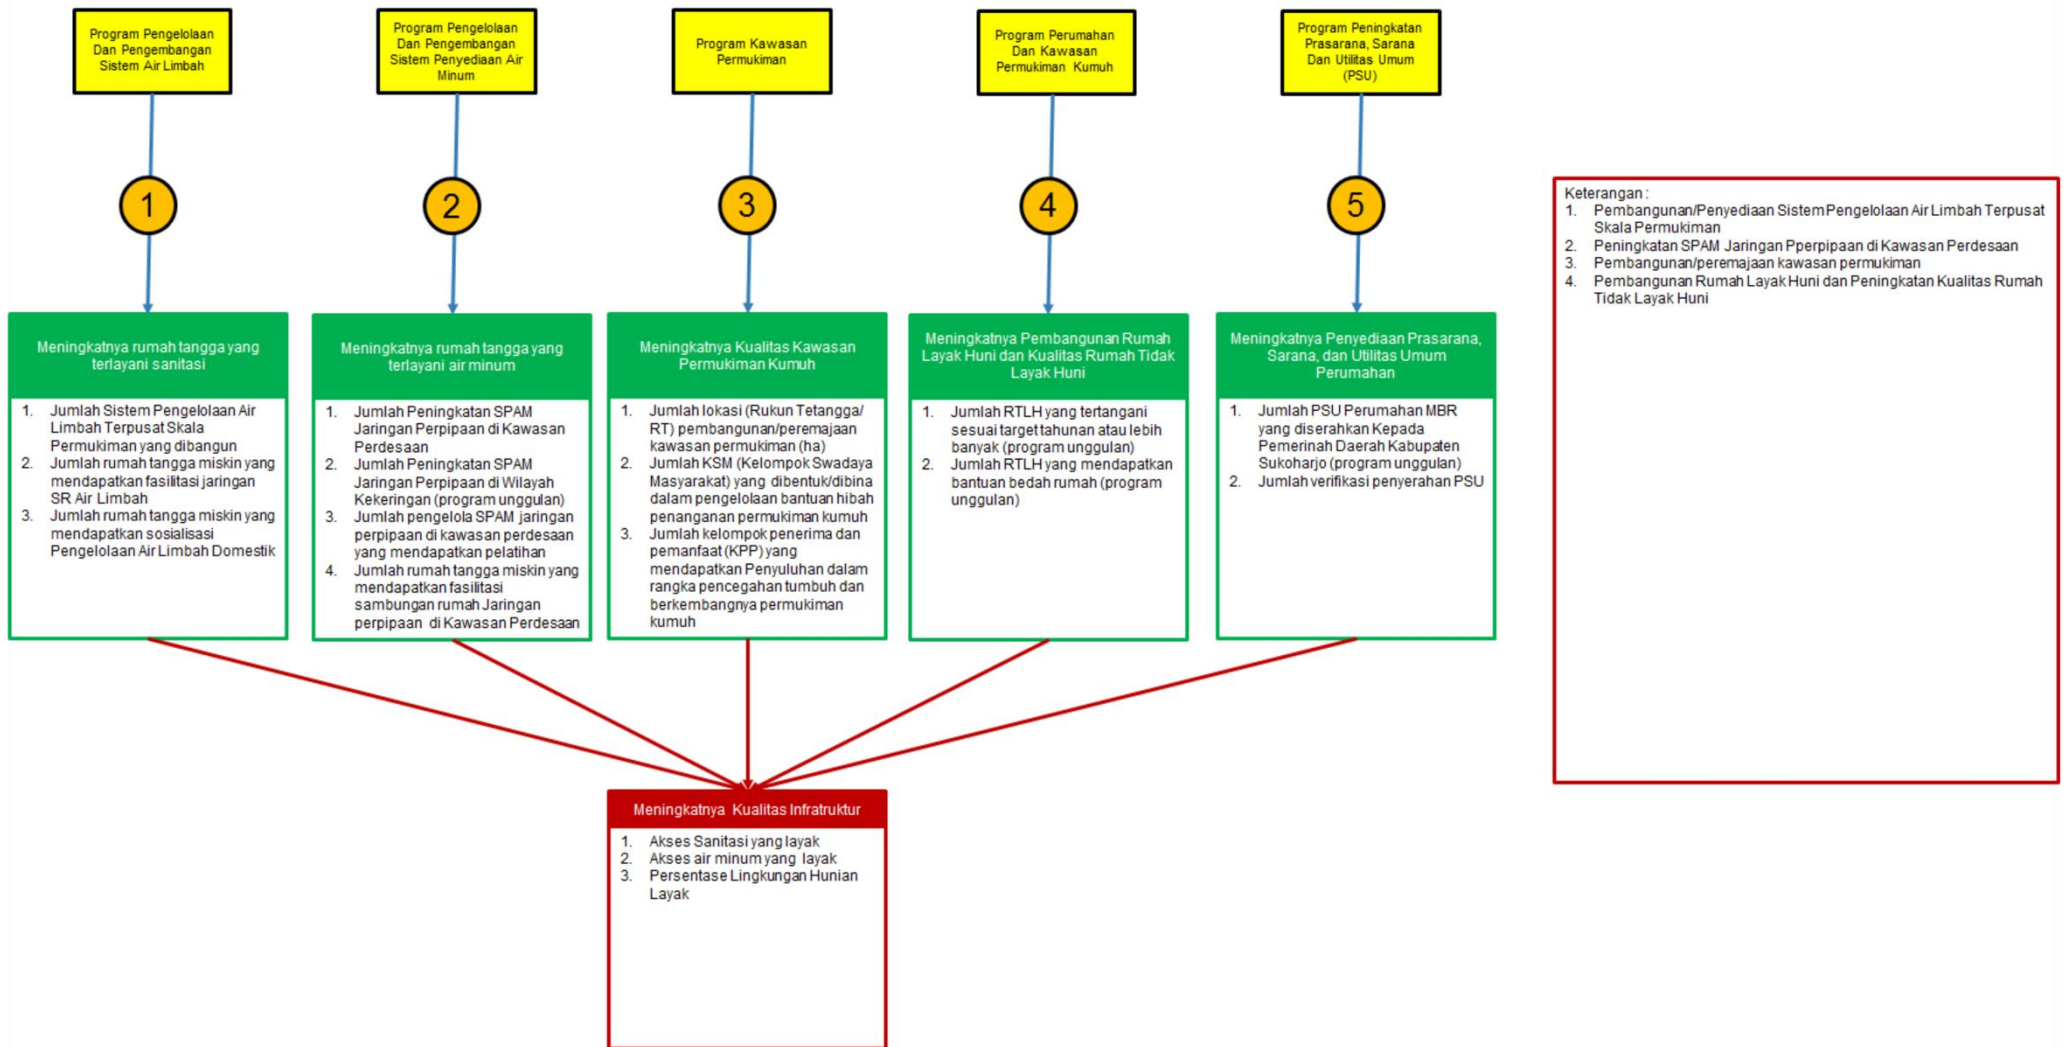 Program Pengelolaan
Dan Pengembangan
Sistem Air Limbah
Program Pengelolaan
Dan Pengembangan
Sistem Penyediaan Air
Minum
Program Kawasan
Permukiman
Program Perumahan
Dan Kawasan
Permukiman Kumuh
Program Peningkatan
Prasarana, Sarana
Dan Utilitas Umum
(PSU)
1
2
3
4
5
Meningkatnya rumah tangga yang
terlayani sanitasi
1. Jumlah Sistem Pengelolaan Air
Limbah Terpusat Skala
Permukiman yang dibangun
2. Jumlah rumah tangga miskin yang
mendapatkan fasilitasi jaringan
SR Air Limbah
3. Jumlah rumah tangga miskin yang
mendapatkan sosialisasi
Pengelolaan Air Limbah Domestik
Meningkatnya rumah tangga yang
terlayani air minum
1. Jumlah Peningkatan SPAM
Jaringan Perpipaan di Kawasan
Perdesaan
2. Jumlah Peningkatan SPAM
Jaringan Perpipaan di Wilayah
Kekeringan (program unggulan)
3. Jumlah pengelola SPAM jaringan
perpipaan di kawasan perdesaan
yang mendapatkan pelatihan
4. Jumlah rumah tangga miskin yang
mendapatkan fasilitasi
sambungan rumah Jaringan
perpipaan di Kawasan Perdesaan
Meningkatnya Kualitas Kawasan
Permukiman Kumuh
1. Jumlah lokasi (Rukun Tetangga/
RT) pembangunan/peremajaan
kawasan permukiman (ha)
2. Jumlah KSM (Kelompok Swadaya
Masyarakat) yang dibentuk/dibina
dalam pengelolaan bantuan hibah
penanganan permukiman kumuh
3. Jumlah kelompok penerima dan
pemanfaat (KPP) yang
mendapatkan Penyuluhan dalam
rangka pencegahan tumbuh dan
berkembangnya permukiman
kumuh
Meningkatnya Pembangunan Rumah
Layak Huni dan Kualitas Rumah Tidak
Layak Huni
1. Jumlah RTLH yang tertangani
sesuai target tahunan atau lebih
banyak (program unggulan)
2. Jumlah RTLH yang mendapatkan
bantuan bedah rumah (program
unggulan)
Meningkatnya Penyediaan Prasarana,
Sarana, dan Utilitas Umum
Perumahan
1. Jumlah PSU Perumahan MBR
yang diserahkan Kepada
Pemerinah Daerah Kabupaten
Sukoharjo (program unggulan)
2. Jumlah verifikasi penyerahan PSU
Keterangan :
1. Pembangunan/Penyediaan Sistem Pengelolaan Air Limbah Terpusat
Skala Permukiman
2. Peningkatan SPAM Jaringan Pperpipaan di Kawasan Perdesaan
3. Pembangunan/peremajaan kawasan permukiman
4. Pembangunan Rumah Layak Huni dan Peningkatan Kualitas Rumah
Tidak Layak Huni
Meningkatnya Kualitas Infratruktur
1. Akses Sanitasi yang layak
2. Akses air minum yang layak
3. Persentase Lingkungan Hunian
Layak